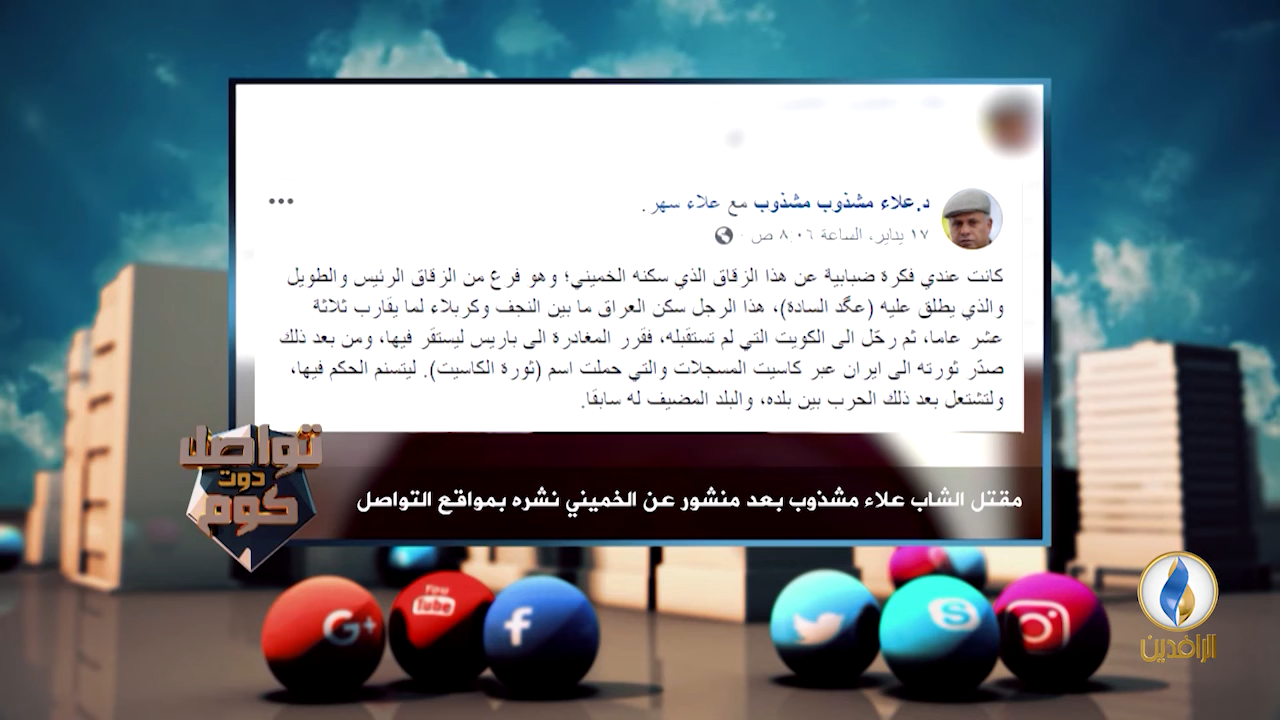 د.علاء مشذوب مشذوب مع علاء سهر.
١٧ يناير، الساعة ٨:٠٦ ص
كانت عندي فكرة ضبابية عن هذا الزقاق الذي سكنه الخميني؛ وهو فرع من الزقاق الرئيس والطويل
والذي يطلق عليه (عگد السادة)، هذا الرجل سكن العراق ما بين النجف وكربلاء لما يقارب ثلاثة
عشر عاما، ثم رحّل الى الكويت التي لم تستقبله، فقرر المغادرة الى باريس ليستقر فيها، ومن بعد ذلك
صدّر ثورته الى ايران عبر كاسيت المسجلات والتي حملت اسم (ثورة الكاسيت). ليتسنم الحكم فيها،
ولتشتعل بعد ذلك الحرب بين بلده، والبلد المضيف له سابقا.
تواصل
دوت
كوم
مقتل الشاب علاء مشذوب بعد منشور عن الخميني نشره بمواقع التواصل
G+
You
Tube
f
S
الرافدين